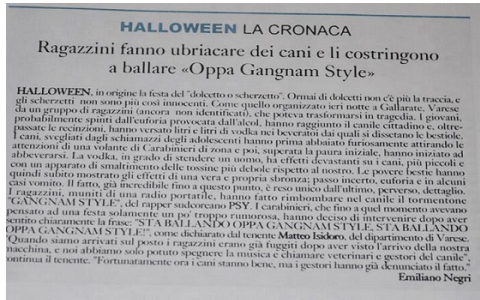 HALLOWEEN LA CRONACA
Ragazzini fanno ubriacare dei cani e li costringono
a ballare «Oppa Gangnam Style»
HALLOWEEN, in origine la festa del "dolcetto o scherzetto". Ormai di dolcetti non c'è più la traccia, e
gli scherzetti non sono più così innocenti. Come quello organizzato ieri notte a Gallarate, Varese
da un gruppo di ragazzini (ancora non identificati), che poteva trasformarsi in tragedia. I giovani,
probabilmente spinti dall'euforia provocata dall'alcol, hanno raggiunto il canile cittadino e, oltre-
passate le recinzioni, hanno versato litri e litri di vodka nei beveratoi dai quali si dissetano le bestiole.
I cani, svegliati dagli schiamazzi degli adolescenti hanno prima abbaiato furiosamente attirando le
attenzioni di una volante di Carabinieri di zona e poi, superata la paura iniziale, hanno iniziato ad
abbeverarsi. La vodka, in grado di stendere un uomo, ha effetti devastanti su i cani, più piccoli e
con un apparato di smaltimento delle tossine più debole rispetto al nostro. Le povere bestie hanno
quindi subito mostrato gli effetti di una vera e propria sbronza; passo incerto, euforia e in alcuni
casi vomito. Il fatto, già incredibile fino a questo punto, è reso unico dall'ultimo, perverso, dettaglio.
I ragazzini, muniti di una radio portatile, hanno fatto rimbombare nel canile il tormentone
"GANGNAM STYLE", del rapper sudcoreano PSY. I carabinieri, che fino a quel momento avevano
pensato ad una festa solamente un po' troppo rumorosa, hanno deciso di intervenire dopo aver
sentito chiaramente la frase: "STA BALLANDO OPPA GANGNAM STYLE, STA BALLANDO
OPPA GANGNAM STYLE!", come dichiarato dal tenente Matteo Isidoro, del dipartimento di Varese.
"Quando siamo arrivati sul posto i ragazzini erano già fuggiti dopo aver visto l'arrivo della nostra
macchina, e noi abbiamo solo potuto spegnere la musica e chiamare veterinari e gestori del canile",
continua il tenente. "Fortunatamente ora i cani stanno bene, ma i gestori hanno già denunciato il fatto."
Emiliano Negri